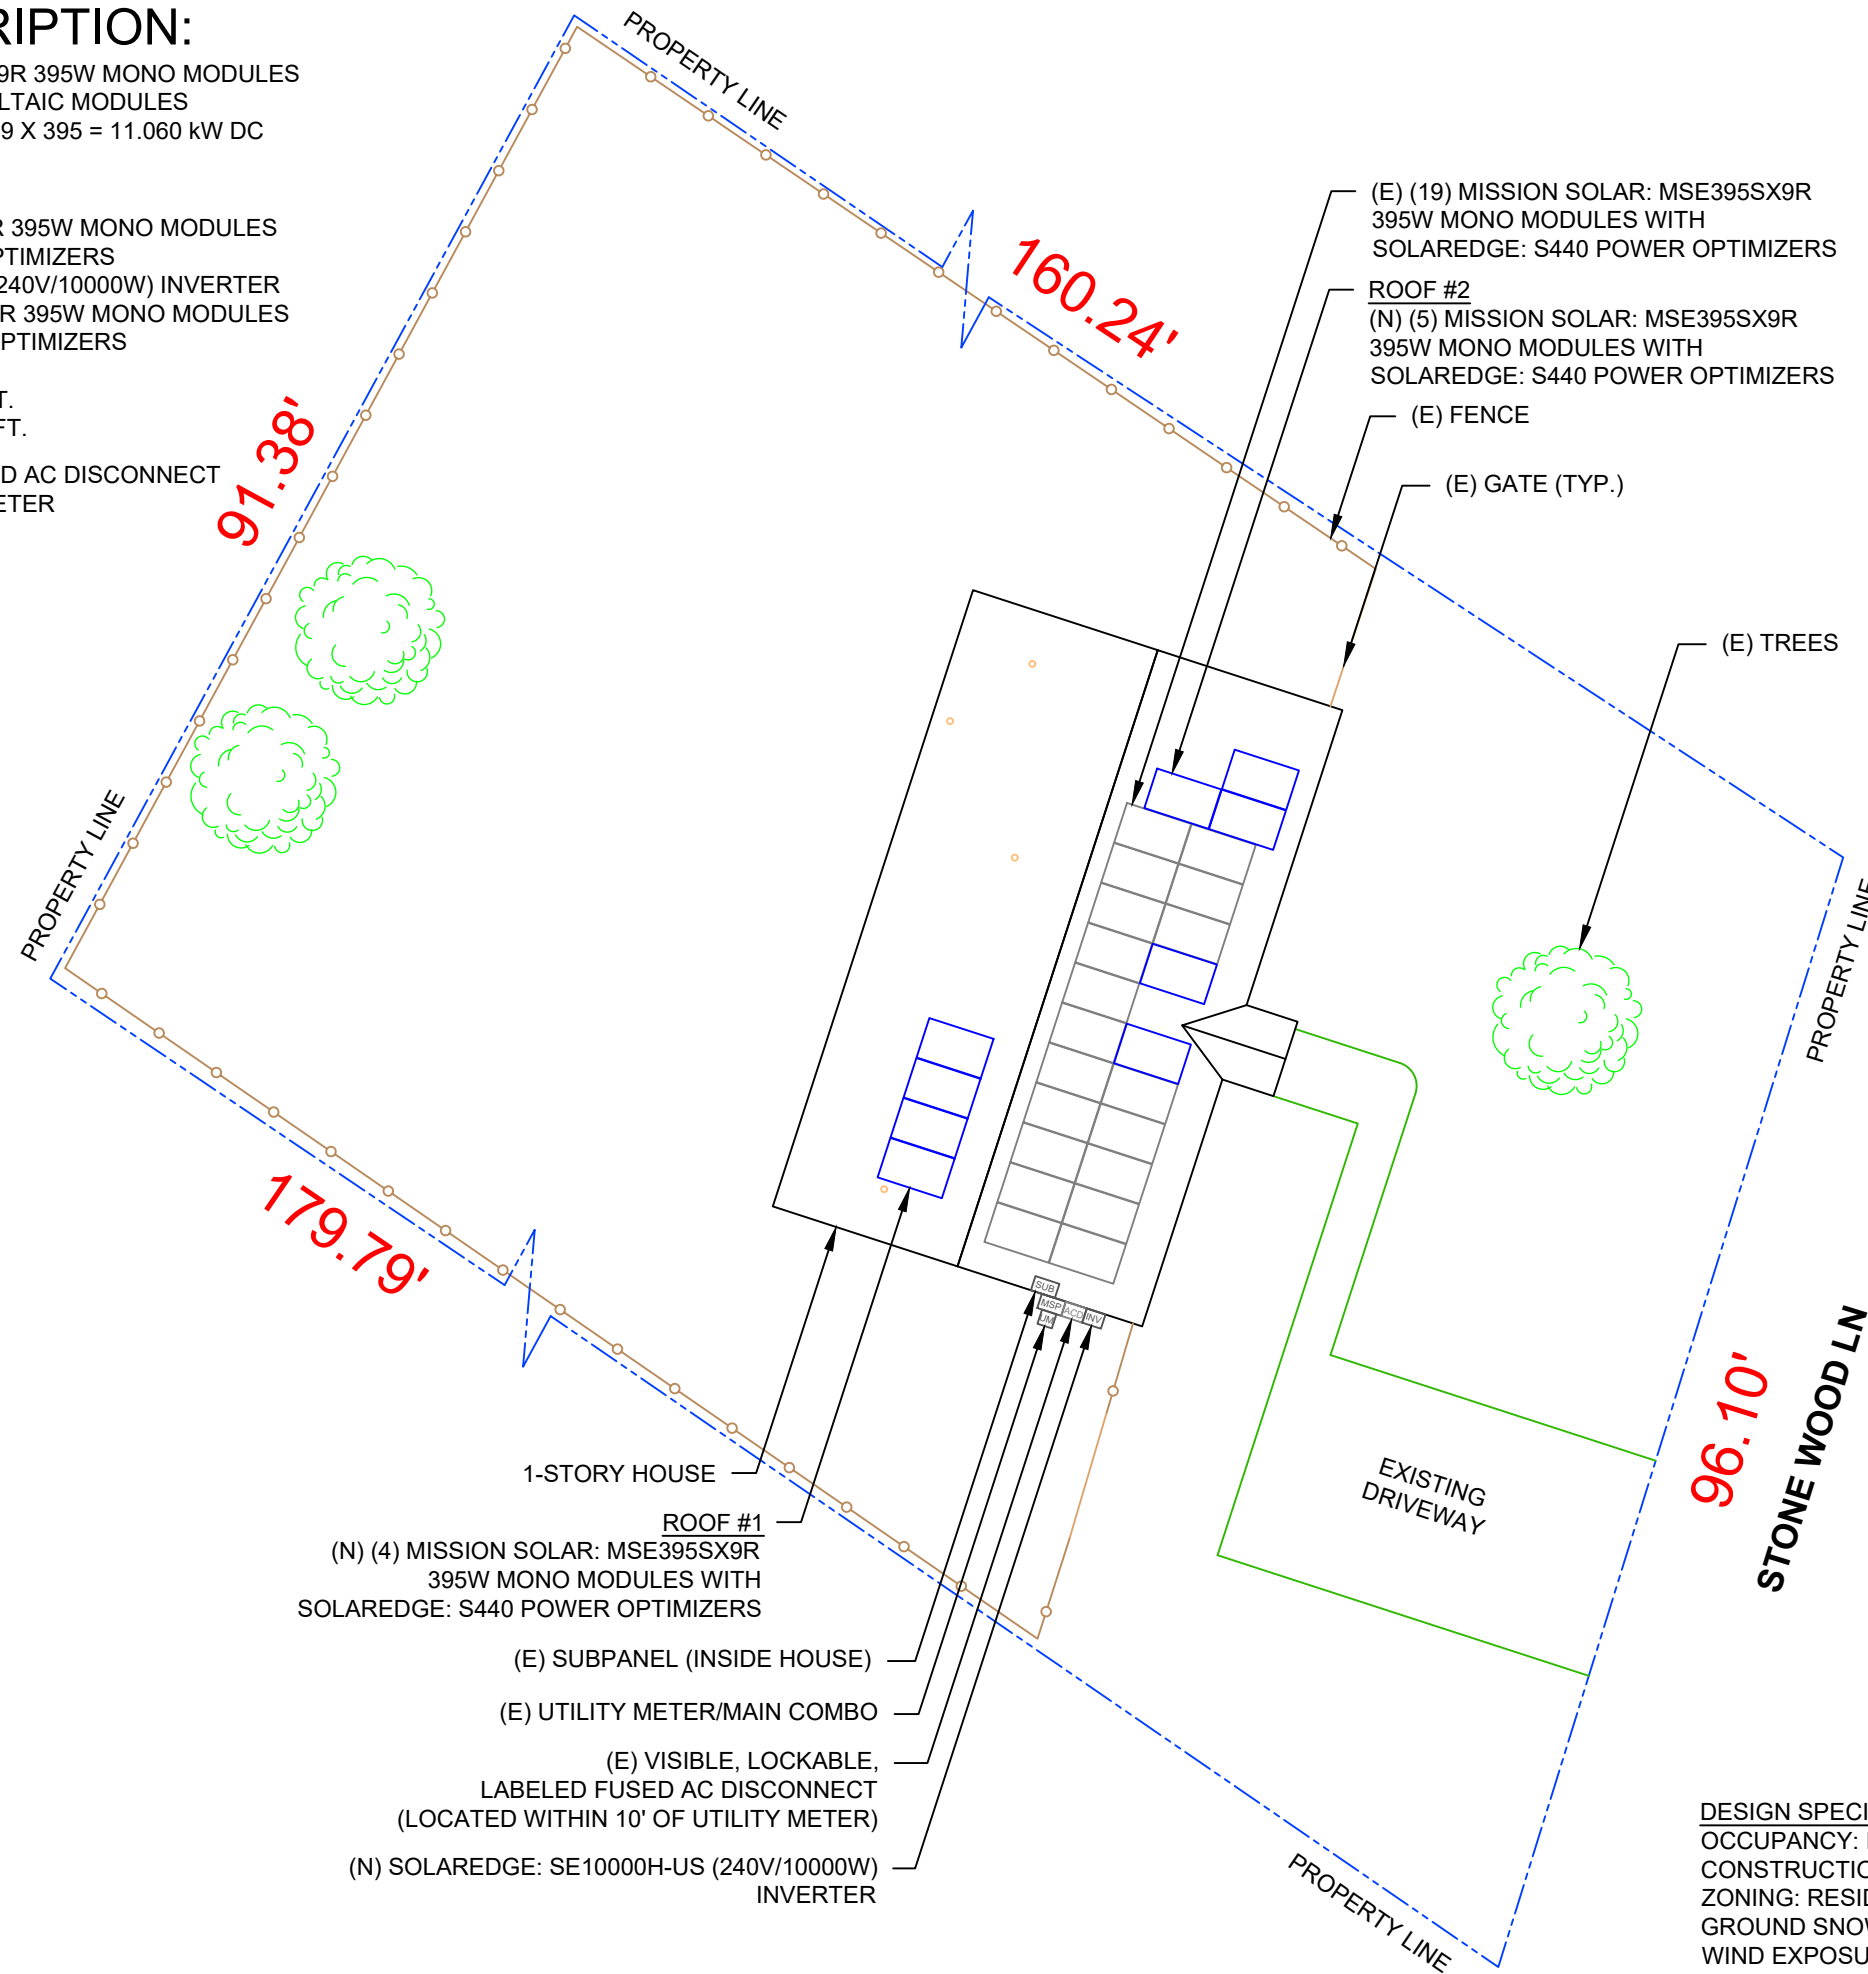 RIPTION:
9R 395W MONO MODULES
LTAIC MODULES
9 X 395 = 11.060 kW DC
R 395W MONO MODULES
PTIMIZERS
240V/10000W) INVERTER
R 395W MONO MODULES
OPTIMIZERS
T.
FT.
D AC DISCONNECT
ETER
PROPERTY LINE
160.24'
91.38'
(E) (19) MISSION SOLAR: MSE395SX9R
395W MONO MODULES WITH
SOLAREDGE: S440 POWER OPTIMIZERS
ROOF #2
(N) (5) MISSION SOLAR: MSE395SX9R
395W MONO MODULES WITH
SOLAREDGE: S440 POWER OPTIMIZERS
(E) FENCE
(E) GATE (TYP.)
(E) TREES
PROPERTY LINE
PROPERTY LINE
179.79'
SUB
MSP
ACD
INV
UM
1-STORY HOUSE
ROOF #1
(N) (4) MISSION SOLAR: MSE395SX9R
395W MONO MODULES WITH
SOLAREDGE: S440 POWER OPTIMIZERS
(E) SUBPANEL (INSIDE HOUSE)
(E) UTILITY METER/MAIN COMBO
(E) VISIBLE, LOCKABLE,
LABELED FUSED AC DISCONNECT
(LOCATED WITHIN 10' OF UTILITY METER)
(N) SOLAREDGE: SE10000H-US (240V/10000W)
INVERTER
EXISTING
DRIVEWAY
96.10'
STONE WOOD LN
PROPERTY LINE
DESIGN SPECI
OCCUPANCY:
CONSTRUCTIO
ZONING: RESID
GROUND SNOW
WIND EXPOSU